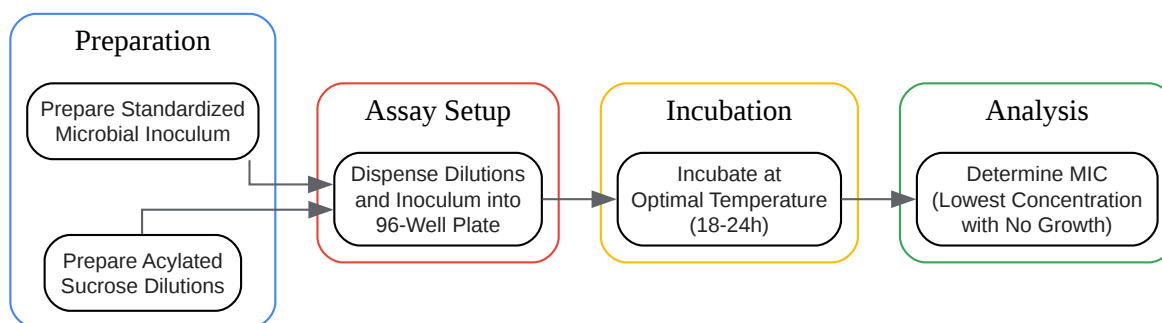 Preparation
Prepare Standardized
Microbial Inoculum
Prepare Acylated
Sucrose Dilutions
Assay Setup
Dispense Dilutions
and Inoculum into
96-Well Plate
Incubation
Incubate at
Optimal Temperature
(18-24h)
Analysis
Determine MIC
(Lowest Concentration
with No Growth)